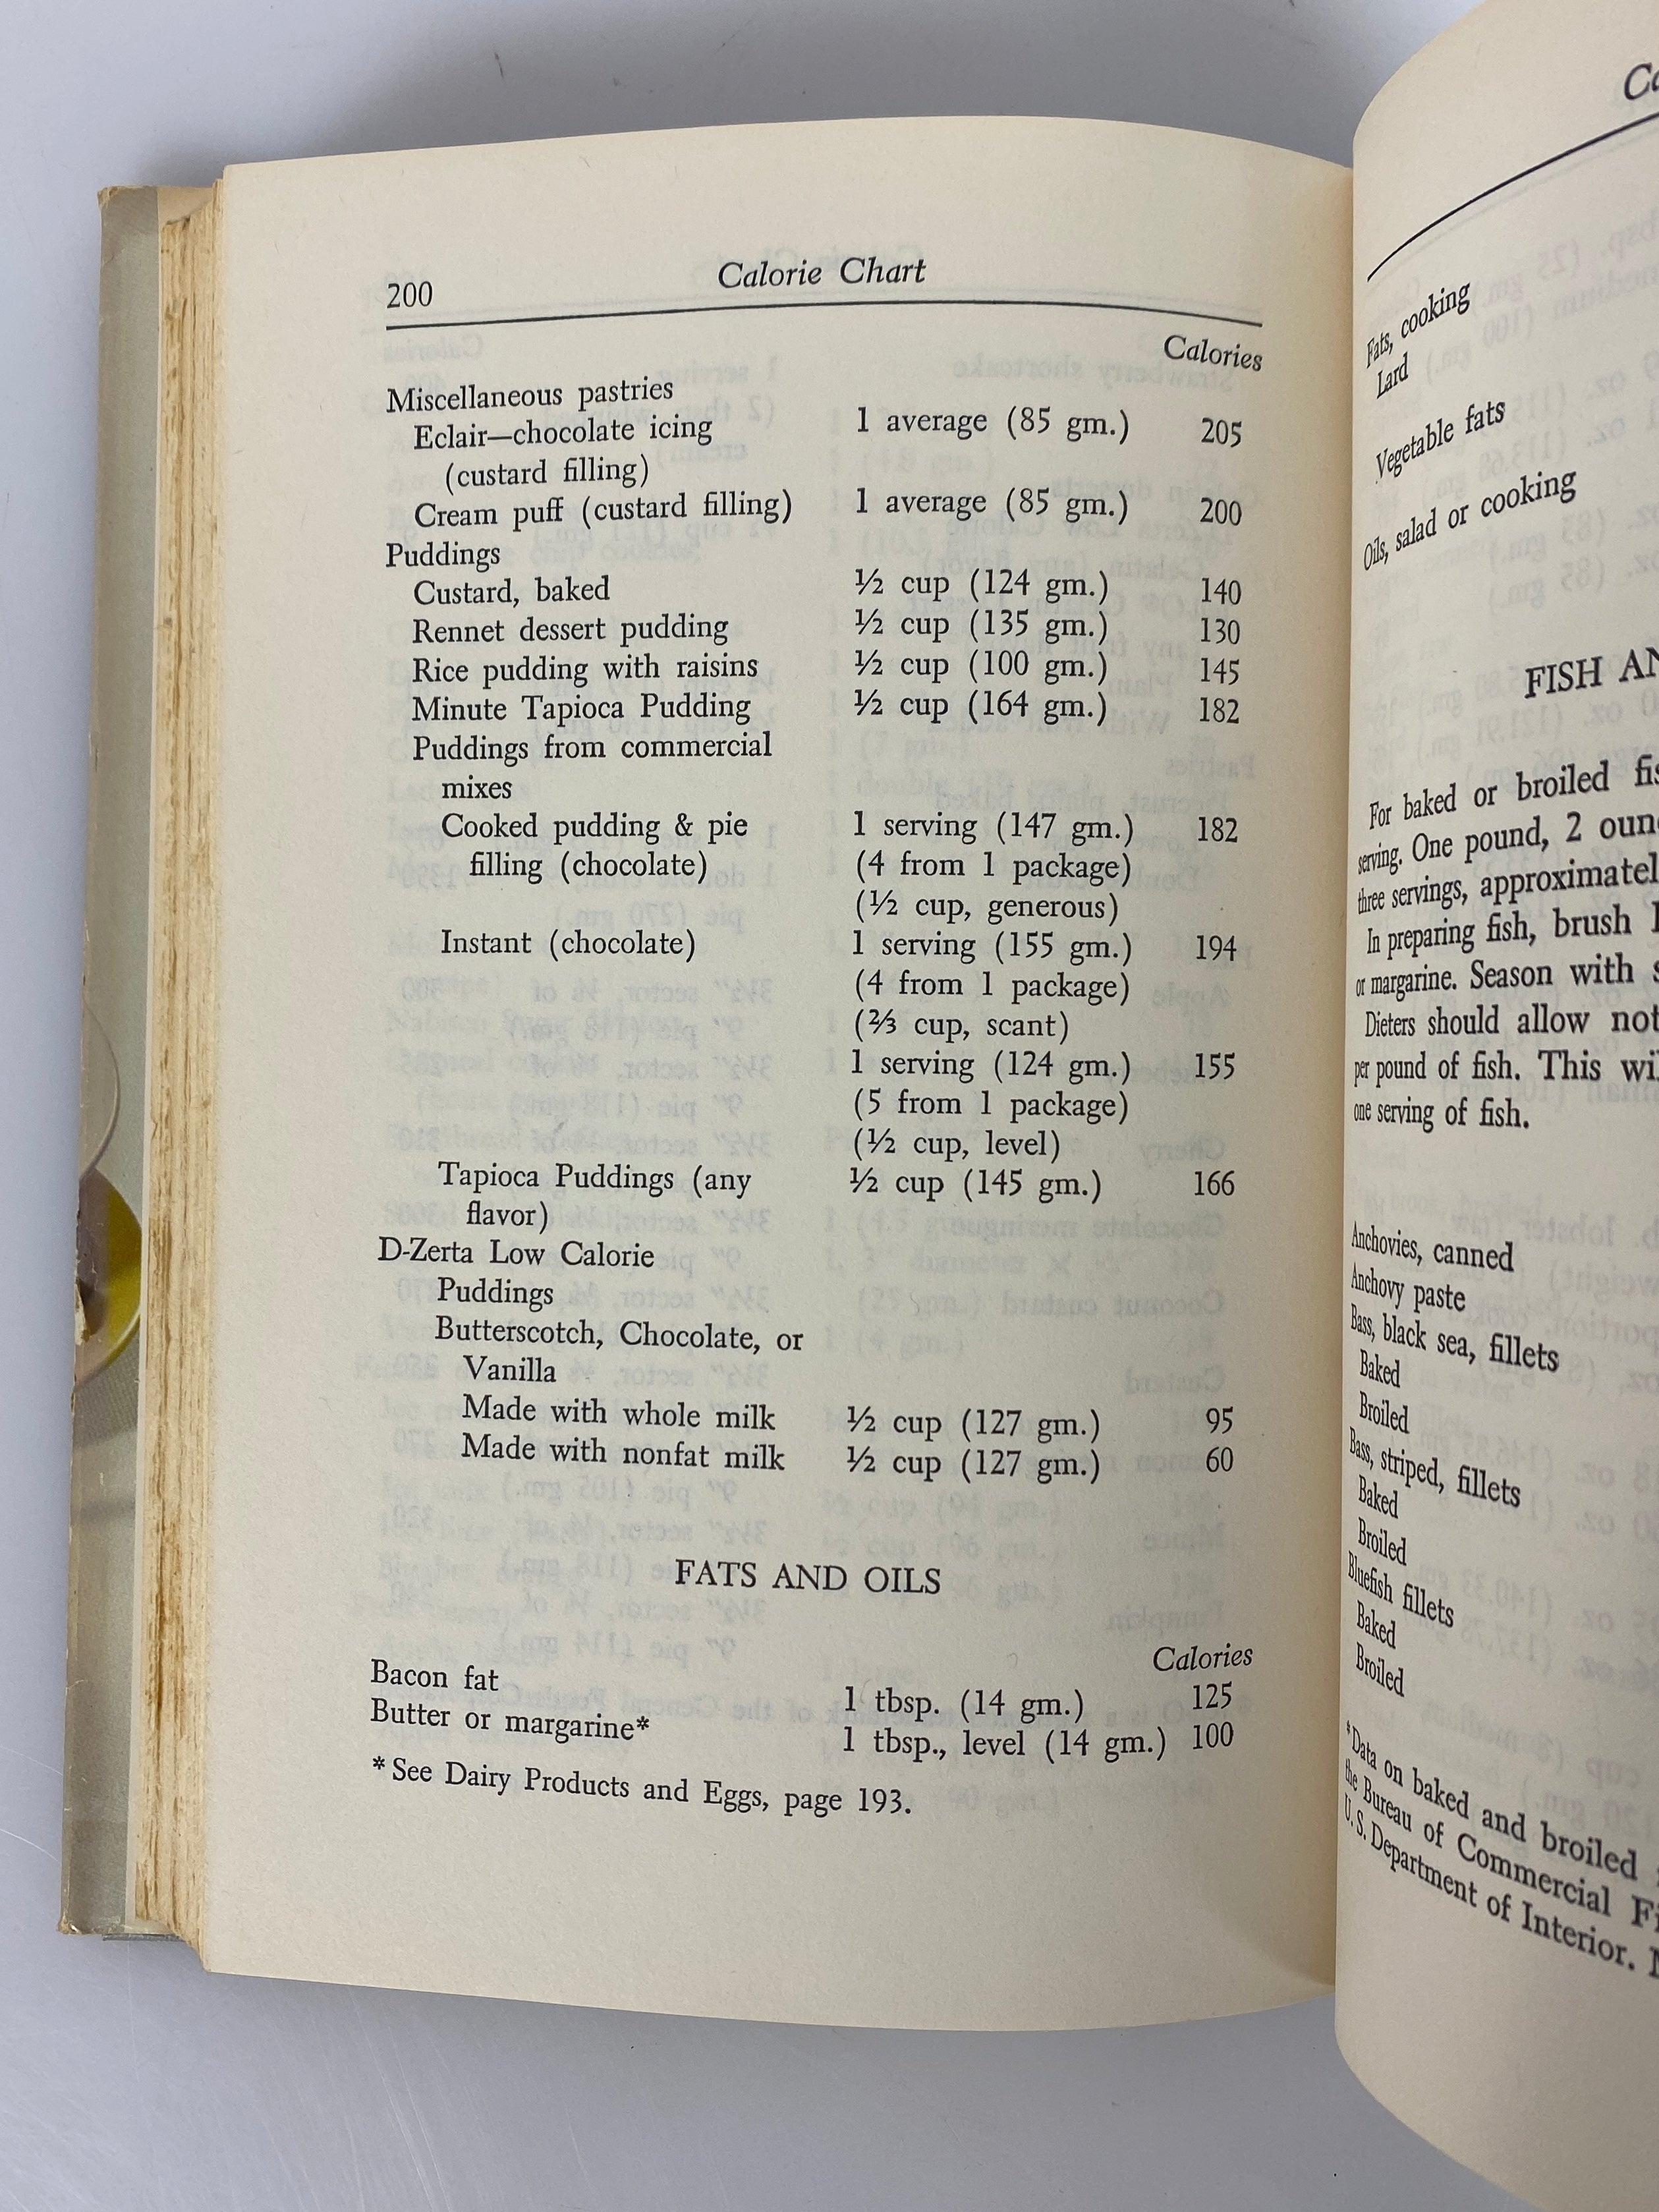 200
Calorie Chart
Calories
Miscellaneous pastries
Eclair—chocolate icing 1 average (85 gm.) 205
(custard filling)
Cream puff (custard filling) 1 average (85 gm.) 200
Puddings
Custard, baked ½ cup (124 gm.) 140
Rennet dessert pudding ½ cup (135 gm.) 130
Rice pudding with raisins ½ cup (100 gm.) 145
Minute Tapioca Pudding ½ cup (164 gm.) 182
Puddings from commercial
mixes
Cooked pudding & pie 1 serving (147 gm.) 182
filling (chocolate) (4 from 1 package)
(½ cup, generous)
Instant (chocolate) 1 serving (155 gm.) 194
(4 from 1 package)
(⅔ cup, scant)
1 serving (124 gm.) 155
(5 from 1 package)
(½ cup, level)
Tapioca Puddings (any ½ cup (145 gm.) 166
flavor)
D-Zerta Low Calorie
Puddings
Butterscotch, Chocolate, or
Vanilla
Made with whole milk ½ cup (127 gm.) 95
Made with nonfat milk ½ cup (127 gm.) 60
FATS AND OILS
Calories
Bacon fat 1 tbsp. (14 gm.) 125
Butter or margarine* 1 tbsp., level (14 gm.) 100
*See Dairy Products and Eggs, page 193.
Fats, cooking
Lard
Vegetable fats
Oils, salad or cooking
FISH
For baked or broiled
serving. One pound, 2
three servings,
In preparing fish, brush
or margarine. Season with
Dieters should allow
per pound of fish. This
one serving of fish.
Anchovies, canned
Anchovy paste
Bass, black sea, fillets
Baked
Broiled
Bass, striped, fillets
Baked
Broiled
Bluefish fillets
Baked
Broiled
*Data on baked and broiled
the Bureau of Commercial
U. S. Department of Interior.